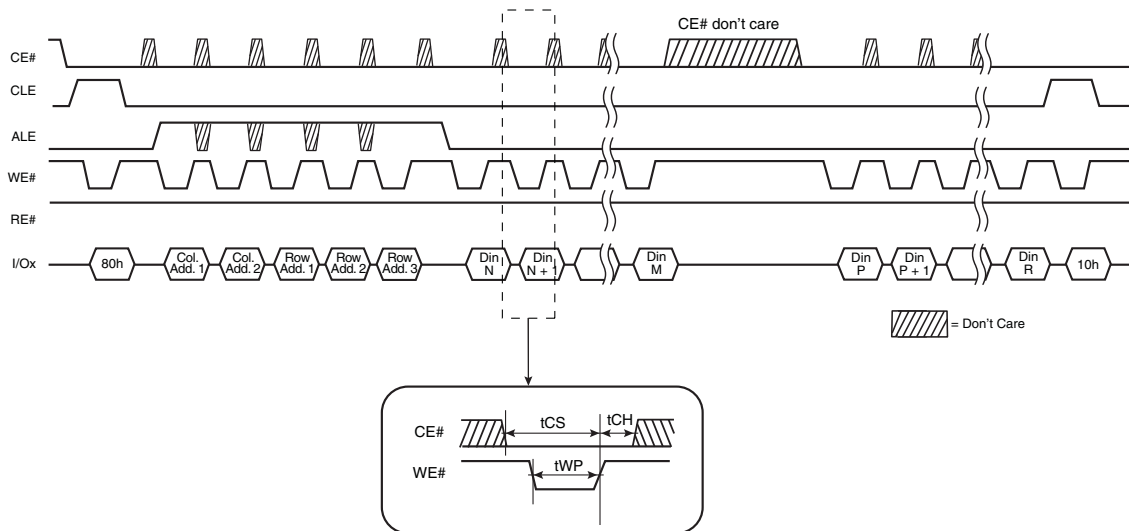 CE# don't care
CE#
CLE
ALE
WE#
RE#
I/Ox
80h
Col.
Add. 1
Col.
Add. 2
Row
Add. 1
Row
Add. 2
Row
Add. 3
Din
N
Din
N + 1
Din
M
Din
P
Din
P + 1
Din
R
10h
= Don't Care
CE#
tCS
tCH
WE#
tWP